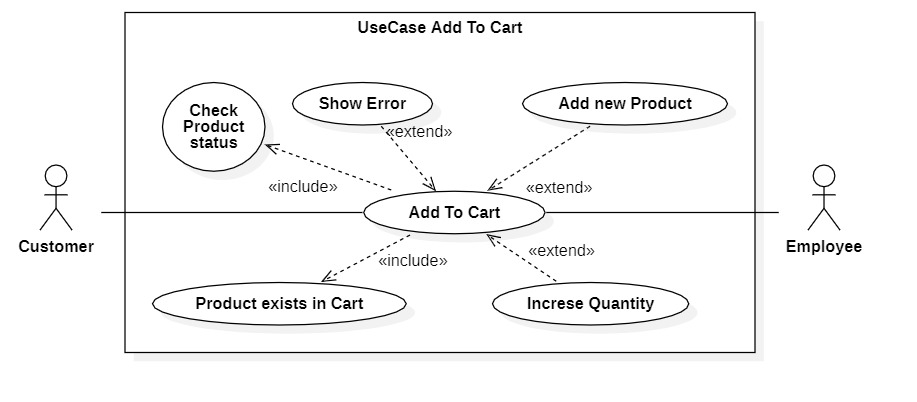 UseCase Add To Cart
Check
Product
status
Show Error
Add new Product
«extend»
«include»
«extend»
Add To Cart
Customer
Employee
«include»
«extend»
Product exists in Cart
Increse Quantity